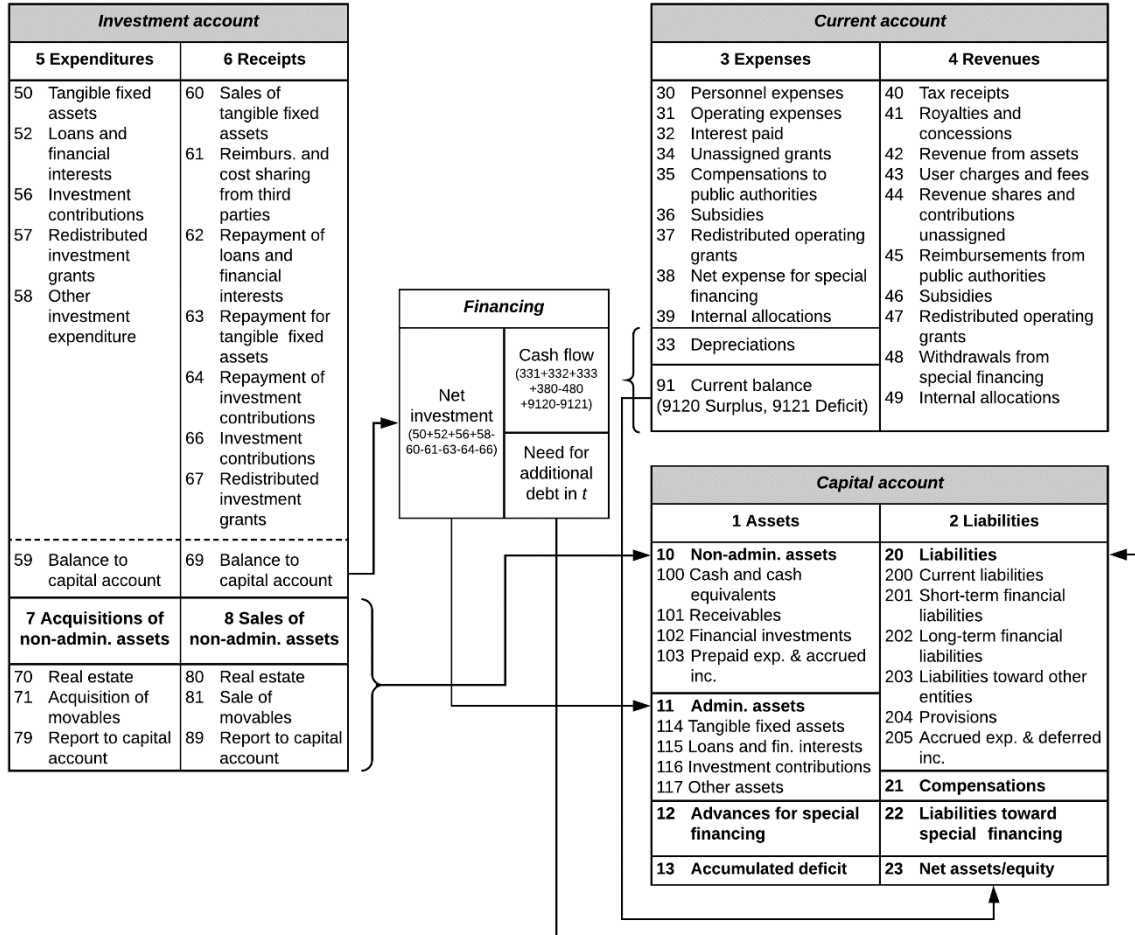 Investment account
5 Expenditures
50 Tangible fixed
assets
52 Loans and
financial
interests
56 Investment
contributions
57 Redistributed
investment
grants
58 Other
investment
expenditure
59 Balance to
capital account
6 Receipts
60 Sales of
tangible fixed
assets
61 Reimburs. and
cost sharing
from third
parties
62 Repayment of
loans and
financial
interests
63 Repayment for
tangible fixed
assets
64 Repayment of
investment
contributions
66 Investment
contributions
67 Redistributed
investment
grants
69 Balance to
capital account
7 Acquisitions of
non-admin. assets
70 Real estate
71 Acquisition of
movables
79 Report to capital
account
8 Sales of
non-admin. assets
80 Real estate
81 Sale of
movables
89 Report to capital
account
Financing
Net
investment
(50+52+56+58-
60-61-63-64-66)
Cash flow
(331+332+333
+380-480
+9120-9121)
Need for
additional
debt in t
Current account
3 Expenses
30 Personnel expenses
31 Operating expenses
32 Interest paid
34 Unassigned grants
35 Compensations to
public authorities
36 Subsidies
37 Redistributed operating
grants
38 Net expense for special
financing
39 Internal allocations
33 Depreciations
91 Current balance
(9120 Surplus, 9121 Deficit)
4 Revenues
40 Tax receipts
41 Royalties and
concessions
42 Revenue from assets
43 User charges and fees
44 Revenue shares and
contributions
unassigned
45 Reimbursements from
public authorities
46 Subsidies
47 Redistributed operating
grants
48 Withdrawals from
special financing
49 Internal allocations
Capital account
1 Assets
10 Non-admin. assets
100 Cash and cash
equivalents
101 Receivables
102 Financial investments
103 Prepaid exp. & accrued
inc.
11 Admin. assets
114 Tangible fixed assets
115 Loans and fin. interests
116 Investment contributions
117 Other assets
12 Advances for special
financing
13 Accumulated deficit
2 Liabilities
20 Liabilities
200 Current liabilities
201 Short-term financial
liabilities
202 Long-term financial
liabilities
203 Liabilities toward other
entities
204 Provisions
205 Accrued exp. & deferred
inc.
21 Compensations
22 Liabilities toward
special financing
23 Net assets/equity